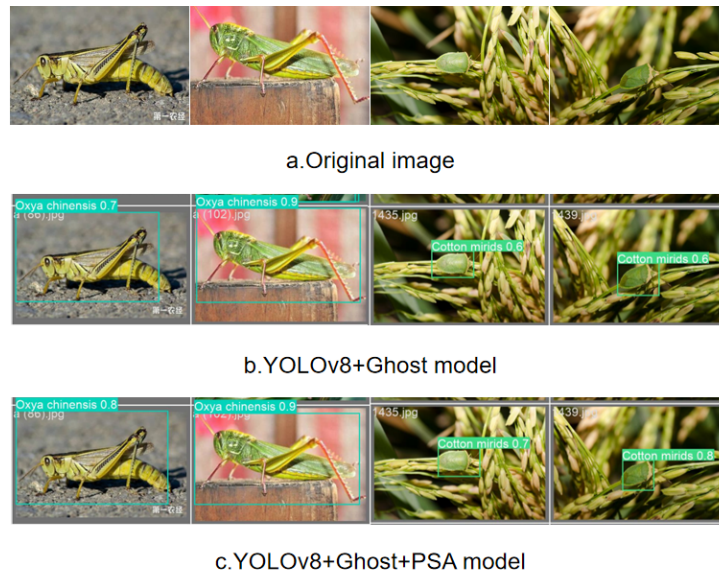 第一农经
a.Original image
Oxya chinensis 0.7
a (86).jpg
Oxya chinensis 0.9
a (102).jpg
1435.jpg
Cotton mirids 0.6
1439.jpg
Cotton mirids 0.6
第一农经
b.YOLOv8+Ghost model
Oxya chinensis 0.8
a (86).jpg
Oxya chinensis 0.9
a (102).jpg
1435.jpg
Cotton mirids 0.7
1439.jpg
Cotton mirids 0.8
第一农经
c.YOLOv8+Ghost+PSA model